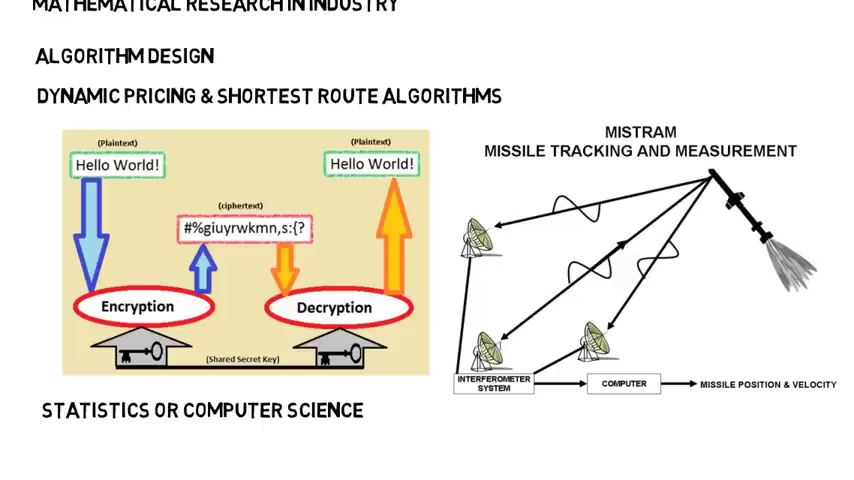 MATHEMATICAL RESEARCH IN INDUSTRY
ALGORITHM DESIGN
DYNAMIC PRICING & SHORTEST ROUTE ALGORITHMS
(Plaintext)
Hello World!
(Plaintext)
Hello World!
(ciphertext)
#%giuyrwkmn,s:{?
Encryption
Decryption
(Shared Secret Key)
MISTRAM
MISSILE TRACKING AND MEASUREMENT
INTERFEROMETER
SYSTEM
COMPUTER
MISSILE POSITION & VELOCITY
STATISTICS OR COMPUTER SCIENCE